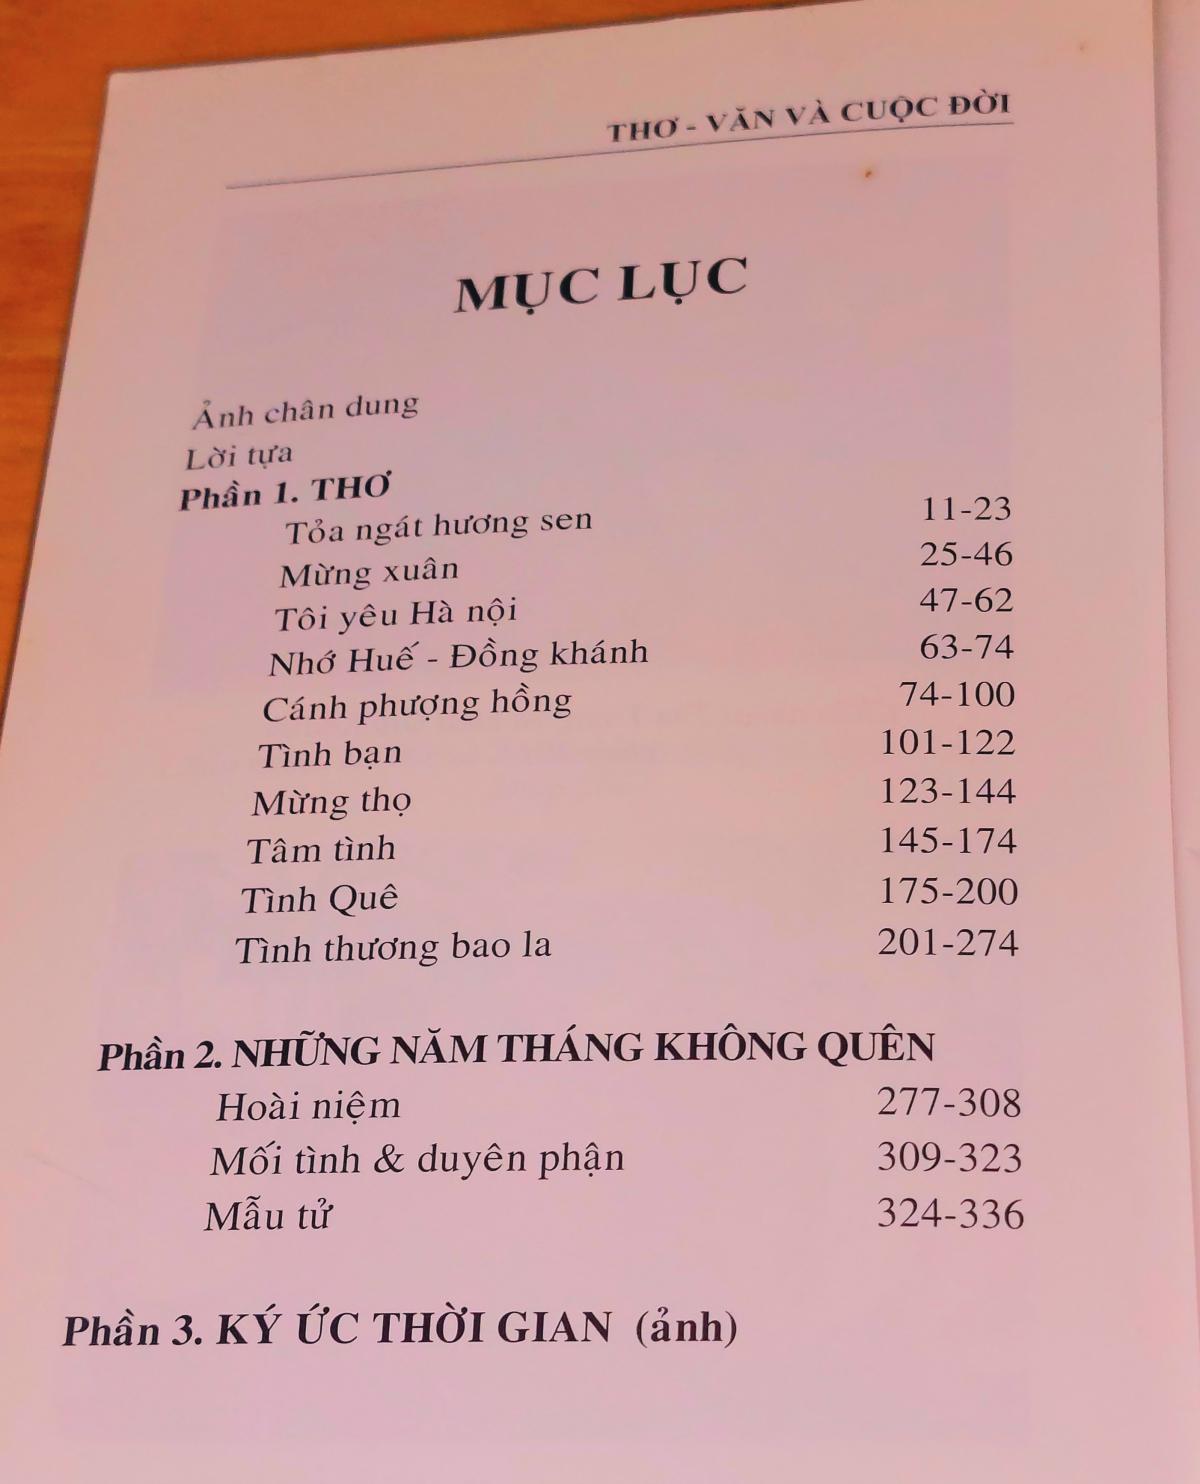 THƠ - VĂN VÀ CUỘC ĐỜI
MỤC LỤC
Ảnh chân dung
Lời tựa
Phần 1. THƠ
Tỏa ngát hương sen 11-23
Mừng xuân 25-46
Tôi yêu Hà nội 47-62
Nhớ Huế - Đồng khánh 63-74
Cánh phượng hồng 74-100
Tình bạn 101-122
Mừng thọ 123-144
Tâm tình 145-174
Tình Quê 175-200
Tình thương bao la 201-274
Phần 2. NHỮNG NĂM THÁNG KHÔNG QUÊN
Hoài niệm 277-308
Mối tình & duyên phận 309-323
Mẫu tử 324-336
Phần 3. KÝ ỨC THỜI GIAN (ảnh)